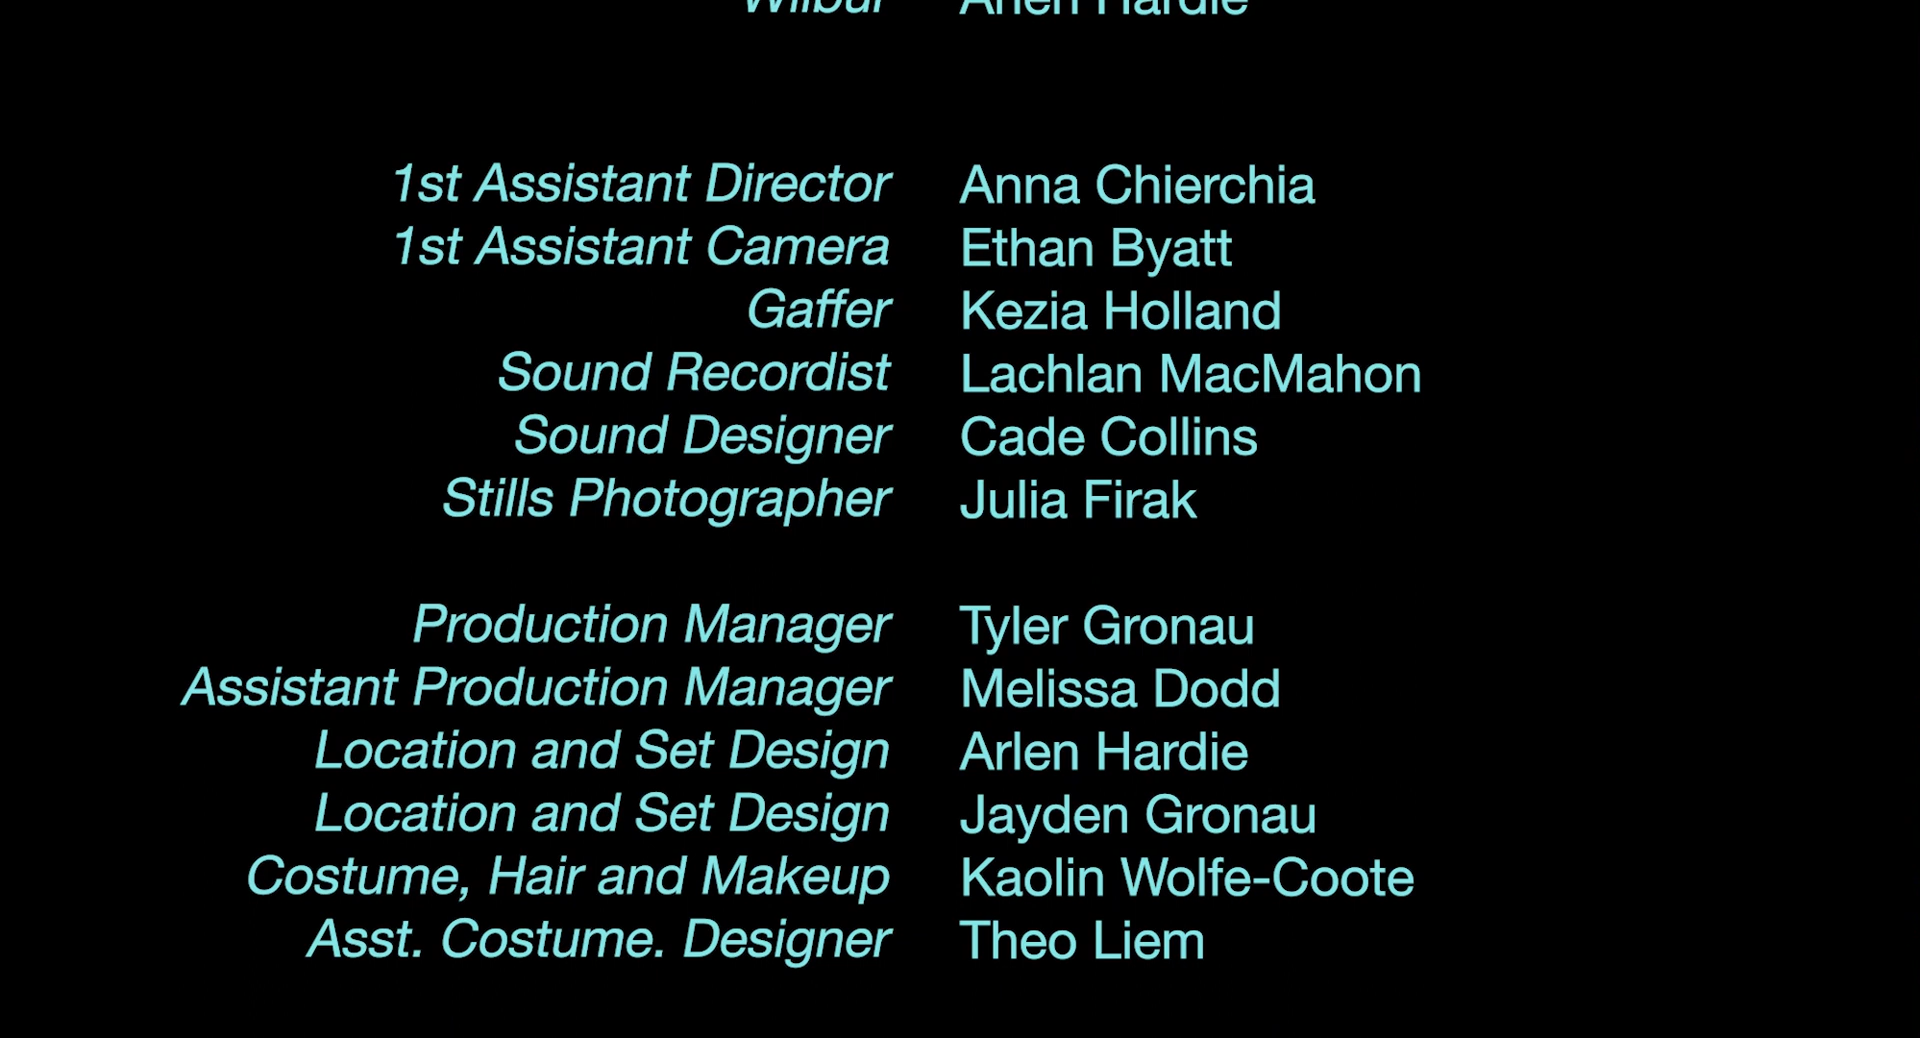 Wilbur Arlen Hardie
1st Assistant Director Anna Chierchia
1st Assistant Camera Ethan Byatt
Gaffer Kezia Holland
Sound Recordist Lachlan MacMahon
Sound Designer Cade Collins
Stills Photographer Julia Firak
Production Manager Tyler Gronau
Assistant Production Manager Melissa Dodd
Location and Set Design Arlen Hardie
Location and Set Design Jayden Gronau
Costume, Hair and Makeup Kaolin Wolfe-Coote
Asst. Costume. Designer Theo Liem